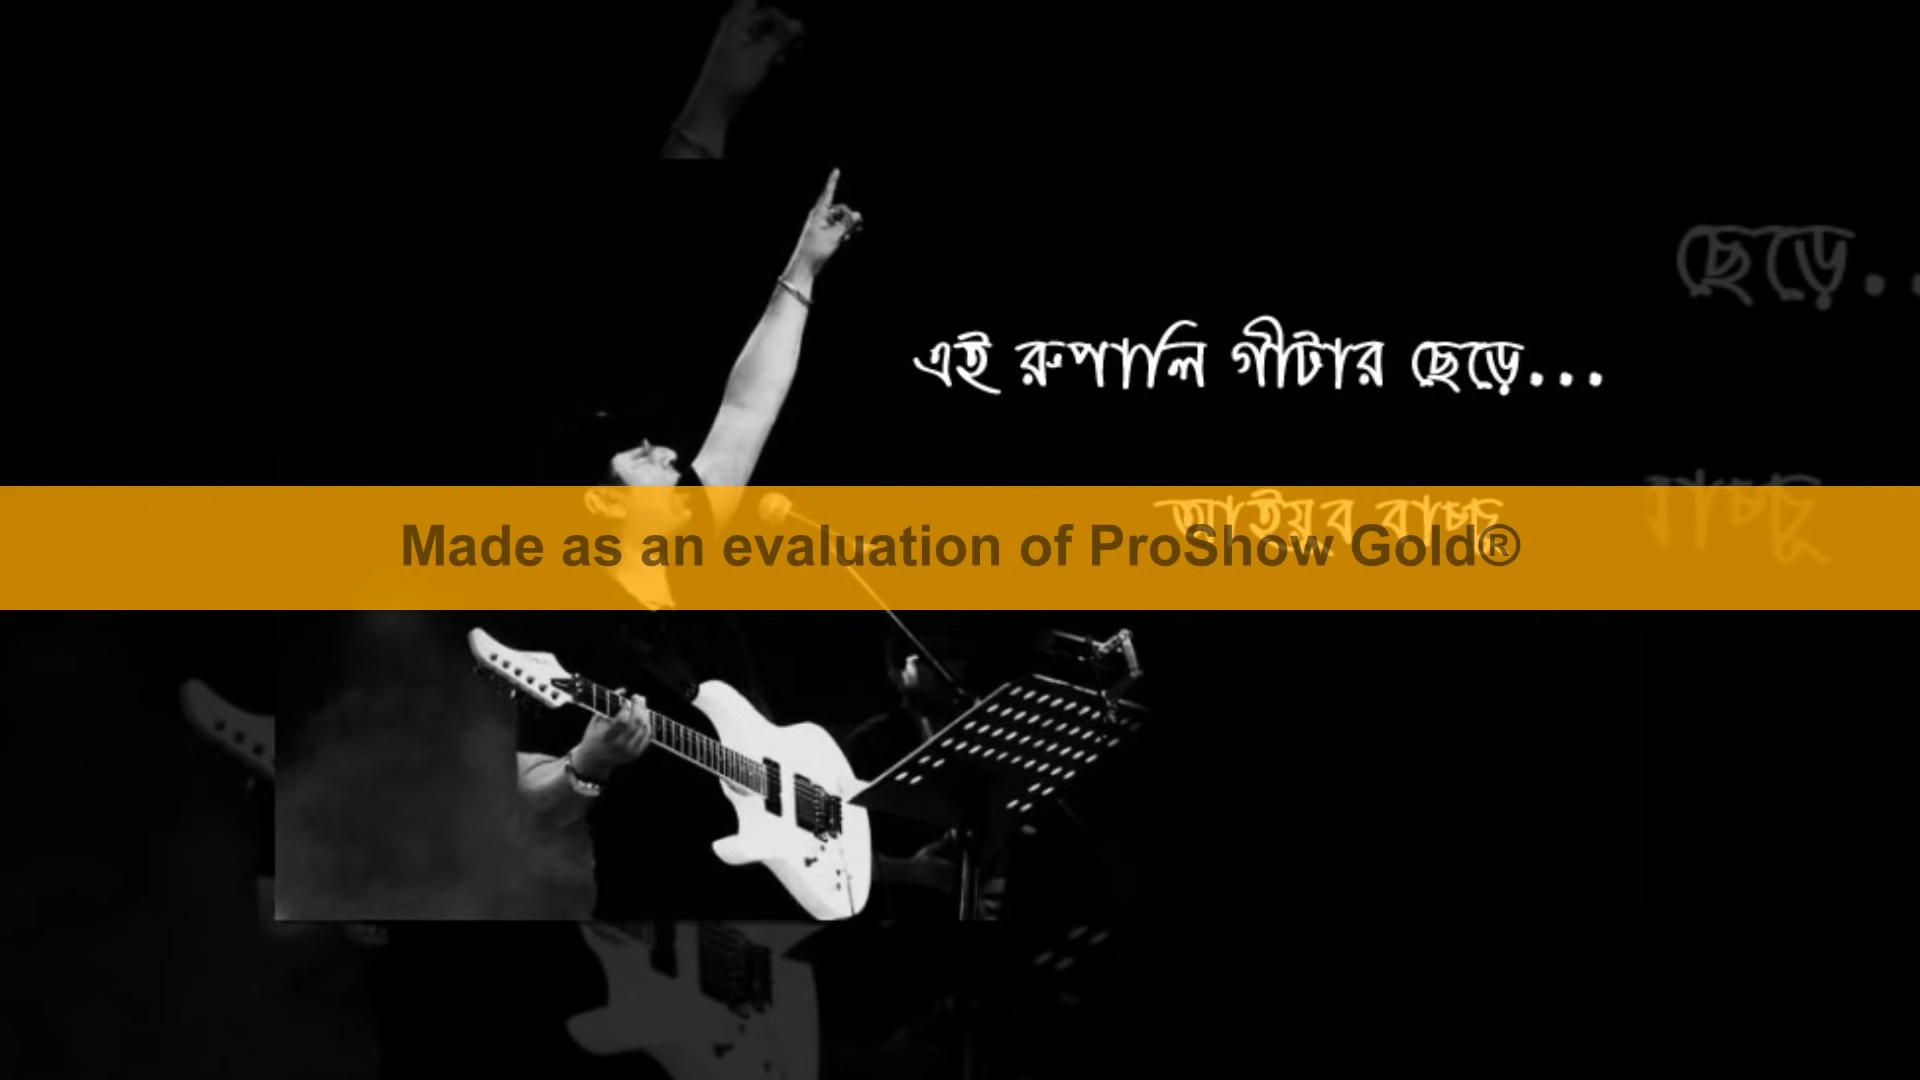 এই রুপালি গীটার ছেড়ে...
আইয়ুব বাচ্চু
Made as an evaluation of ProShow Gold®
ছেড়ে..
বাচ্চু